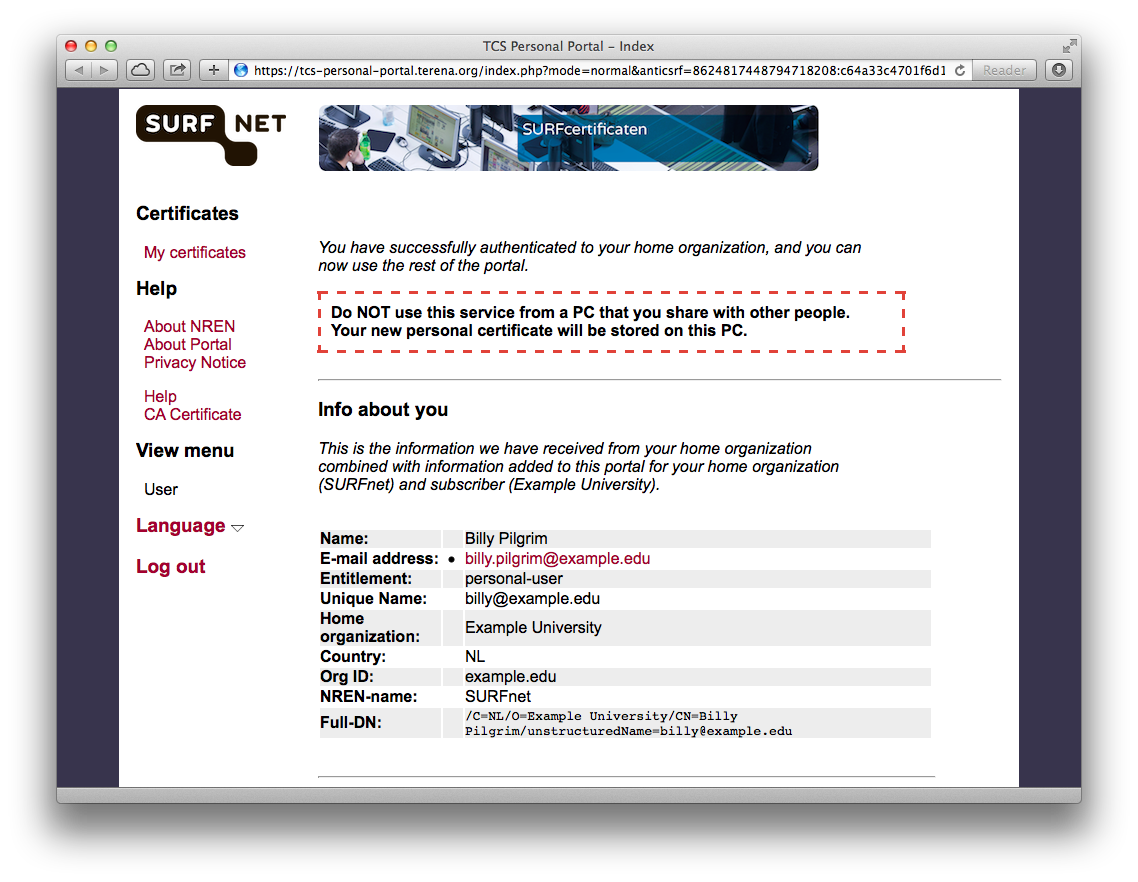 TCS Personal Portal – Index
https://tcs-personal-portal.terena.org/index.php?mode=normal&anticsrf=8624817448794718208:c64a33c4701f6d1
Reader
SURF NET
SURFcertificaten
Certificates
My certificates
Help
About NREN
About Portal
Privacy Notice
Help
CA Certificate
View menu
User
Language
Log out
You have successfully authenticated to your home organization, and you can
now use the rest of the portal.
Do NOT use this service from a PC that you share with other people.
Your new personal certificate will be stored on this PC.
Info about you
This is the information we have received from your home organization
combined with information added to this portal for your home organization
(SURFnet) and subscriber (Example University).
Name: Billy Pilgrim
E-mail address: • billy.pilgrim@example.edu
Entitlement: personal-user
Unique Name: billy@example.edu
Home
organization: Example University
Country: NL
Org ID: example.edu
NREN-name: SURFnet
Full-DN: /C=NL/O=Example University/CN=Billy
Pilgrim/unstructuredName=billy@example.edu